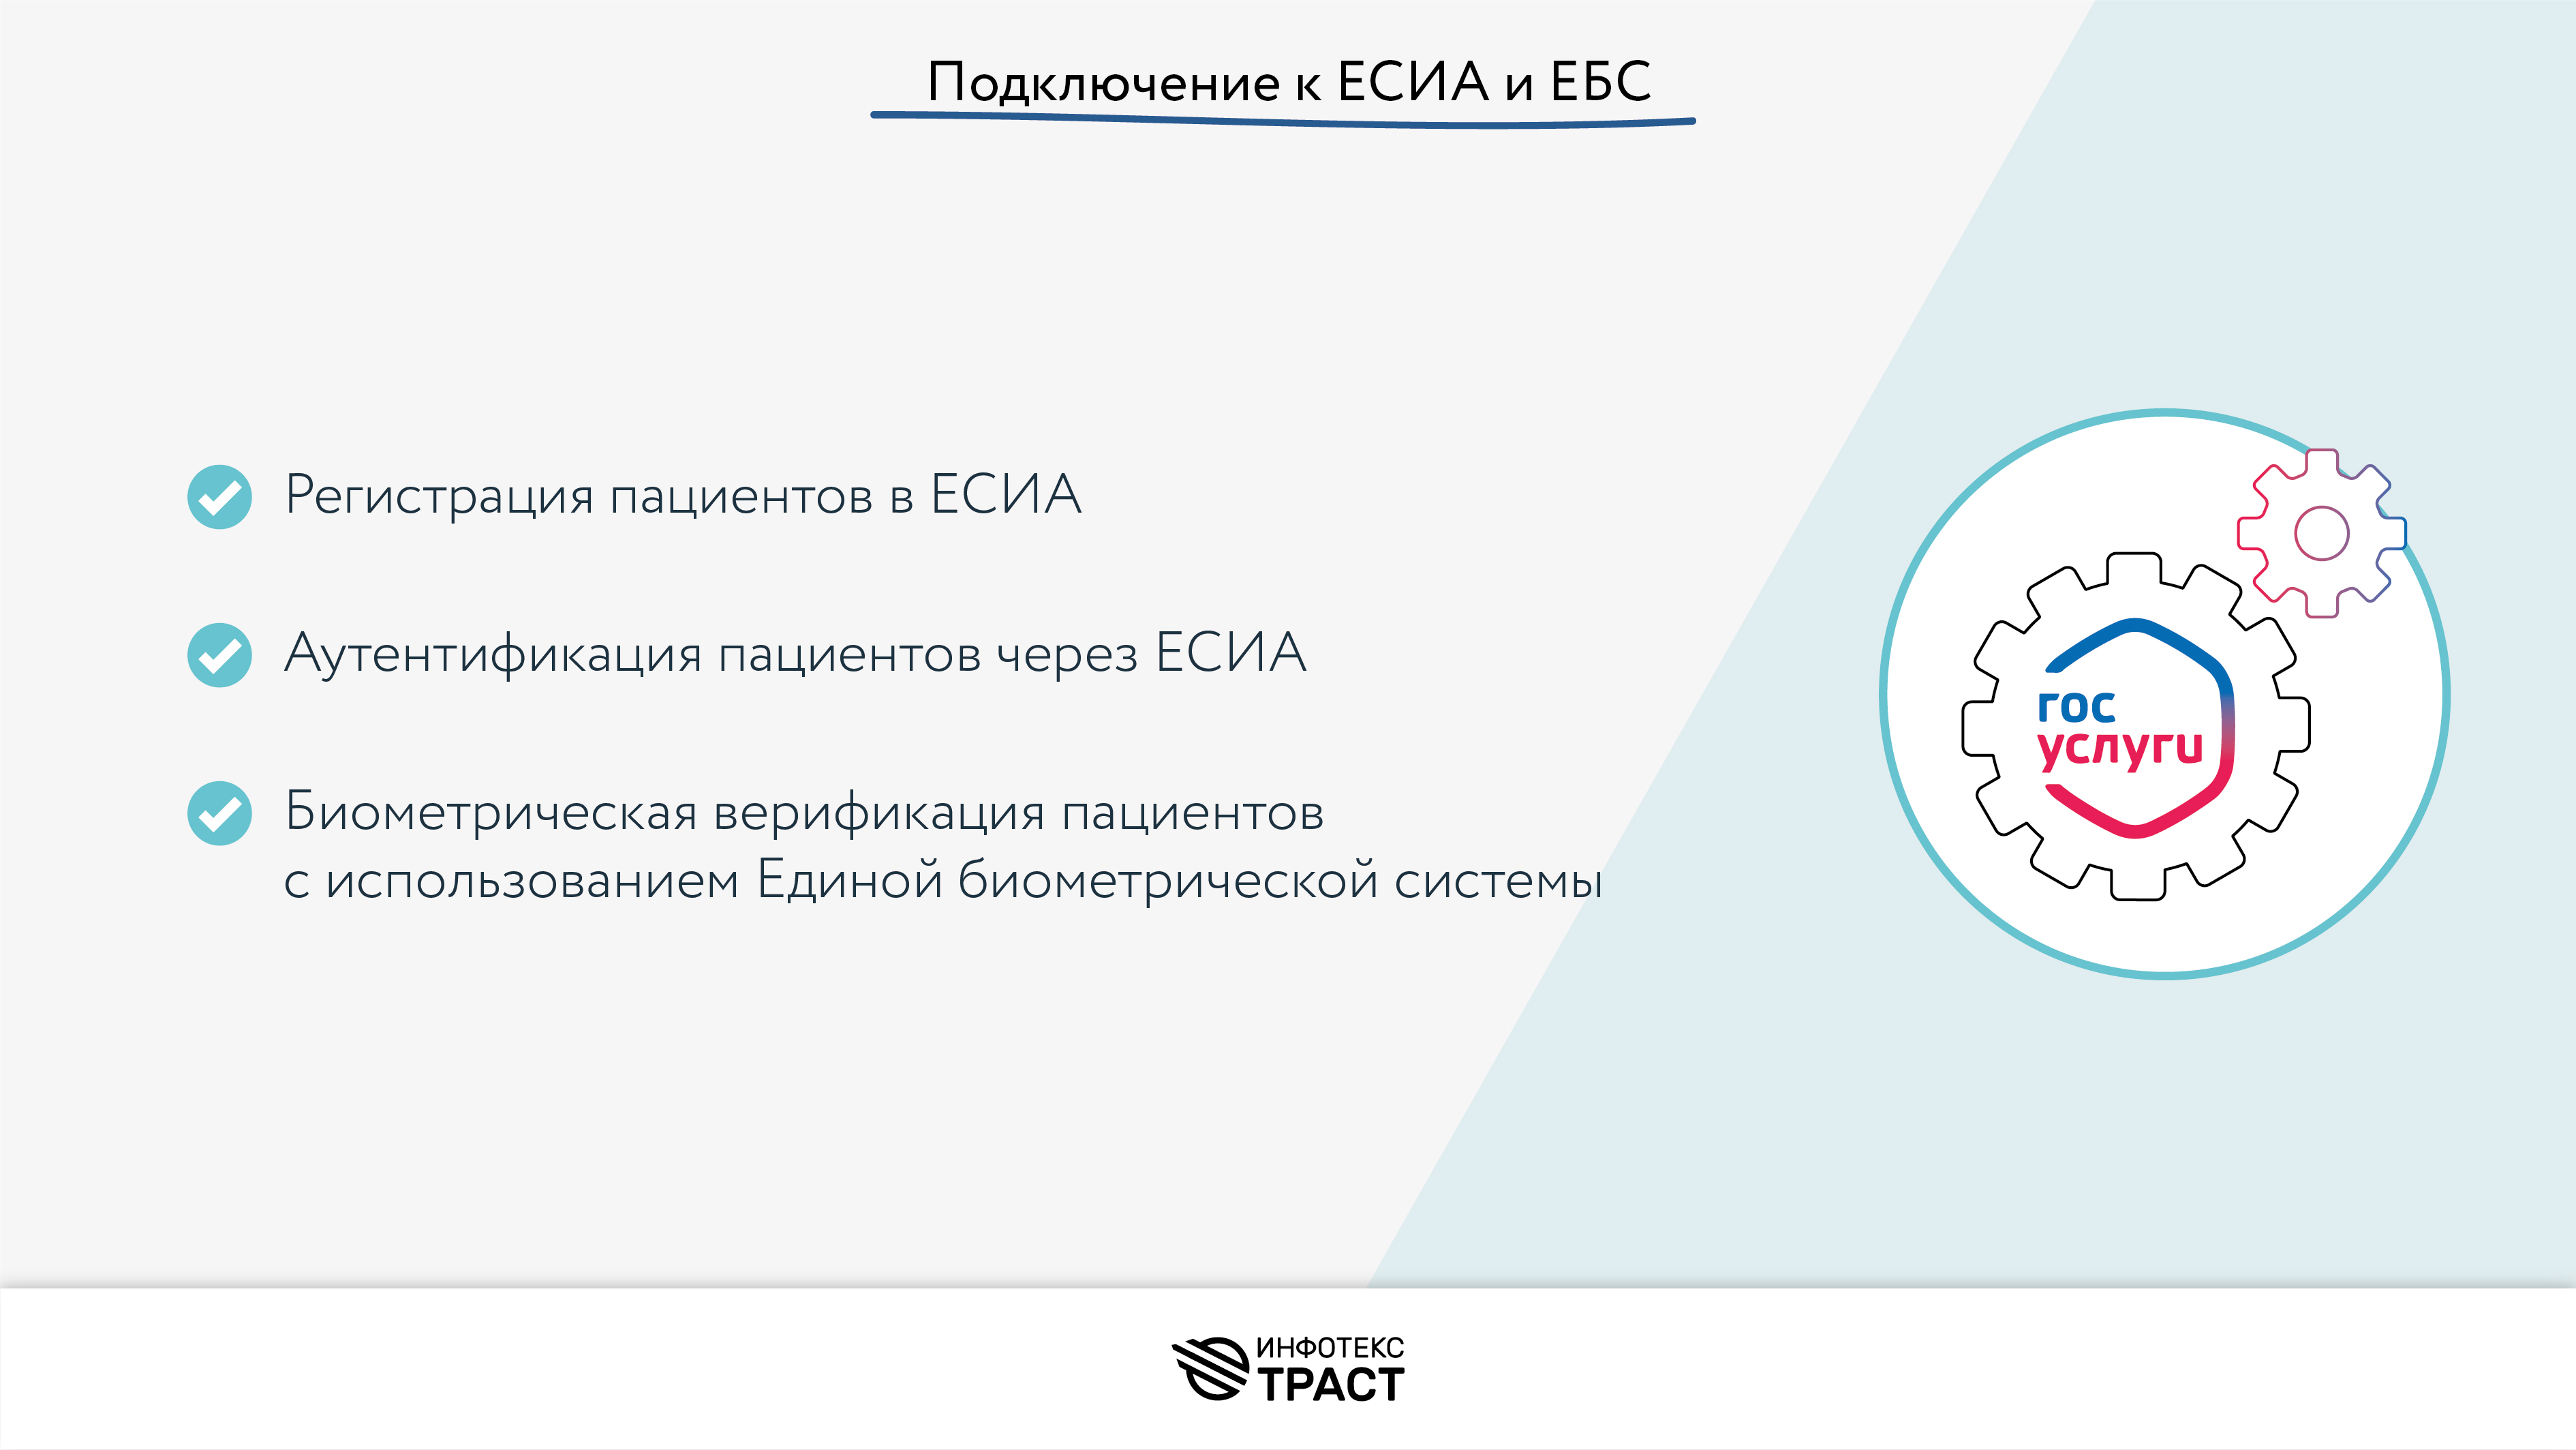 Подключение к ЕСИА и ЕБС
Регистрация пациентов в ЕСИА
Аутентификация пациентов через ЕСИА
Биометрическая верификация пациентов
с использованием Единой биометрической системы
гос
услуги
ИНФОТЕКС
ТРАСТ